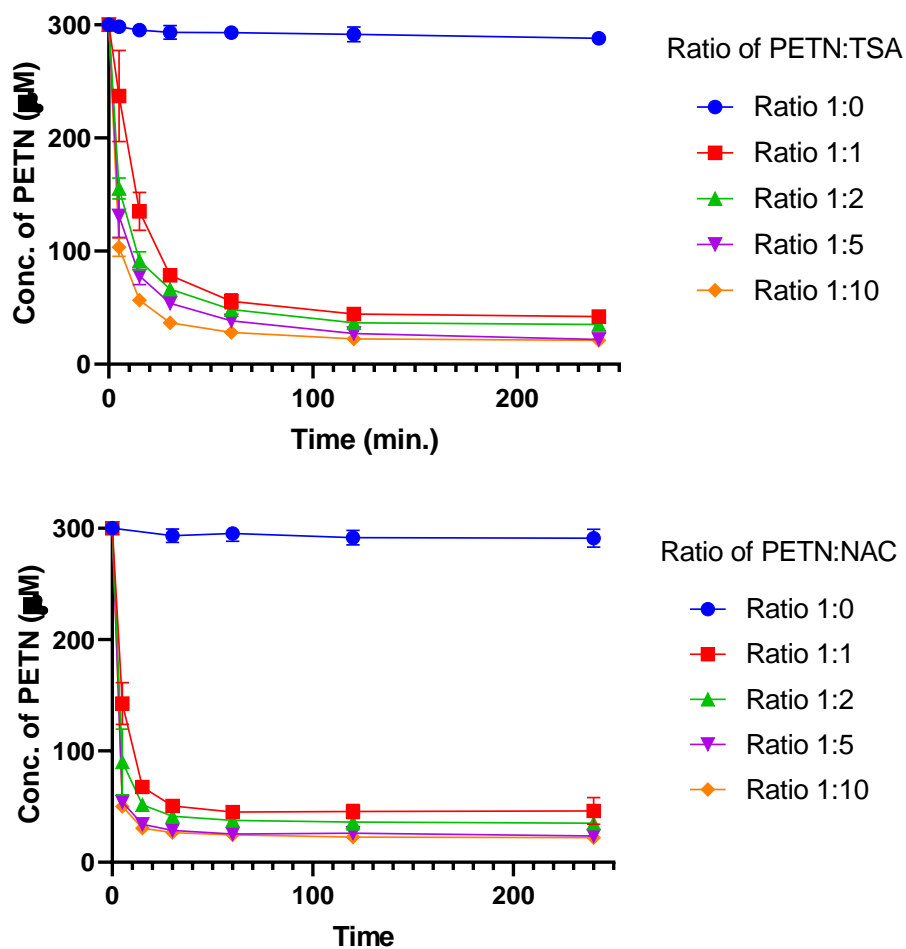 Conc. of PETN (µM)
300
200
100
0
0 100 200
Time (min.)
Ratio of PETN:TSA
Ratio 1:0
Ratio 1:1
Ratio 1:2
Ratio 1:5
Ratio 1:10
Conc. of PETN (µM)
300
200
100
0
0 100 200
Time
Ratio of PETN:NAC
Ratio 1:0
Ratio 1:1
Ratio 1:2
Ratio 1:5
Ratio 1:10